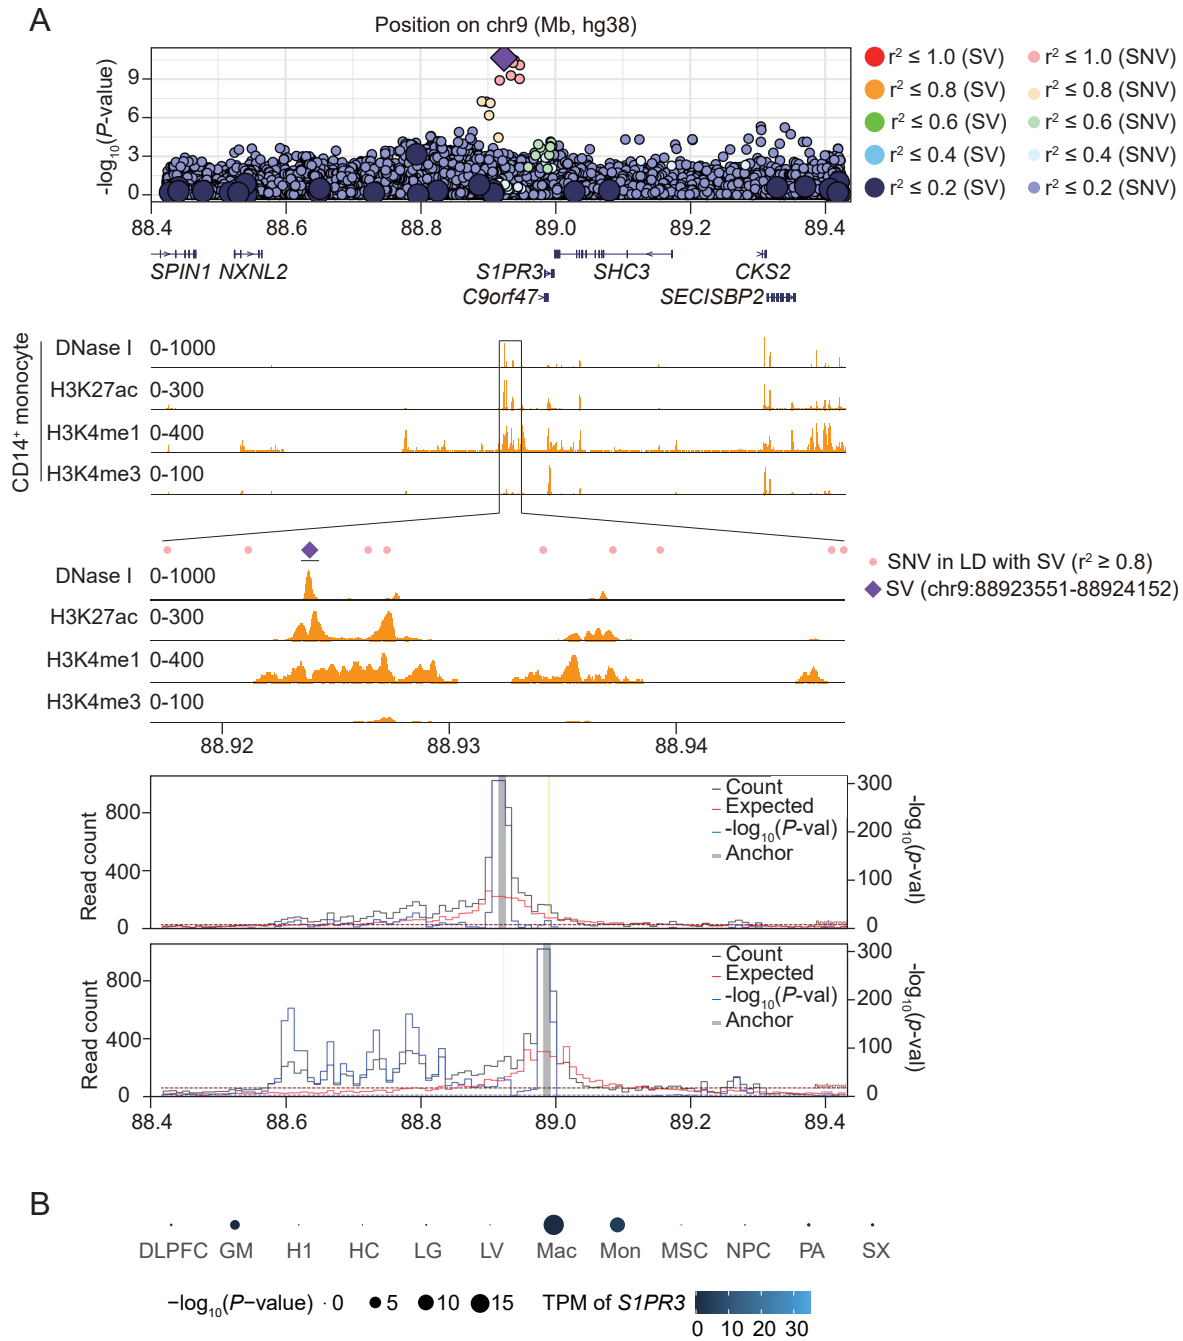 A
Position on chr9 (Mb, hg38)
-log10(P-value)
9
6
3
0
88.4 88.6 88.8 89.0 89.2 89.4
r² ≤ 1.0 (SV) r² ≤ 1.0 (SNV)
r² ≤ 0.8 (SV) r² ≤ 0.8 (SNV)
r² ≤ 0.6 (SV) r² ≤ 0.6 (SNV)
r² ≤ 0.4 (SV) r² ≤ 0.4 (SNV)
r² ≤ 0.2 (SV) r² ≤ 0.2 (SNV)
SPIN1 NXNL2 S1PR3 SHC3 CKS2
C9orf47 SECISBP2
CD14⁺ monocyte
DNase I 0-1000
H3K27ac 0-300
H3K4me1 0-400
H3K4me3 0-100
SNV in LD with SV (r² ≥ 0.8)
SV (chr9:88923551-88924152)
DNase I 0-1000
H3K27ac 0-300
H3K4me1 0-400
H3K4me3 0-100
88.92 88.93 88.94
Read count
800
400
0
Count
Expected
-log10(P-val)
Anchor
300
200
100
0
-log10(p-val)
Bonferroni
Read count
800
400
0
Count
Expected
-log10(P-val)
Anchor
300
200
100
0
-log10(p-val)
Bonferroni
88.4 88.6 88.8 89.0 89.2 89.4
B
DLPFC GM H1 HC LG LV Mac Mon MSC NPC PA SX
−log10(P−value) 0 5 10 15 TPM of S1PR3
0 10 20 30